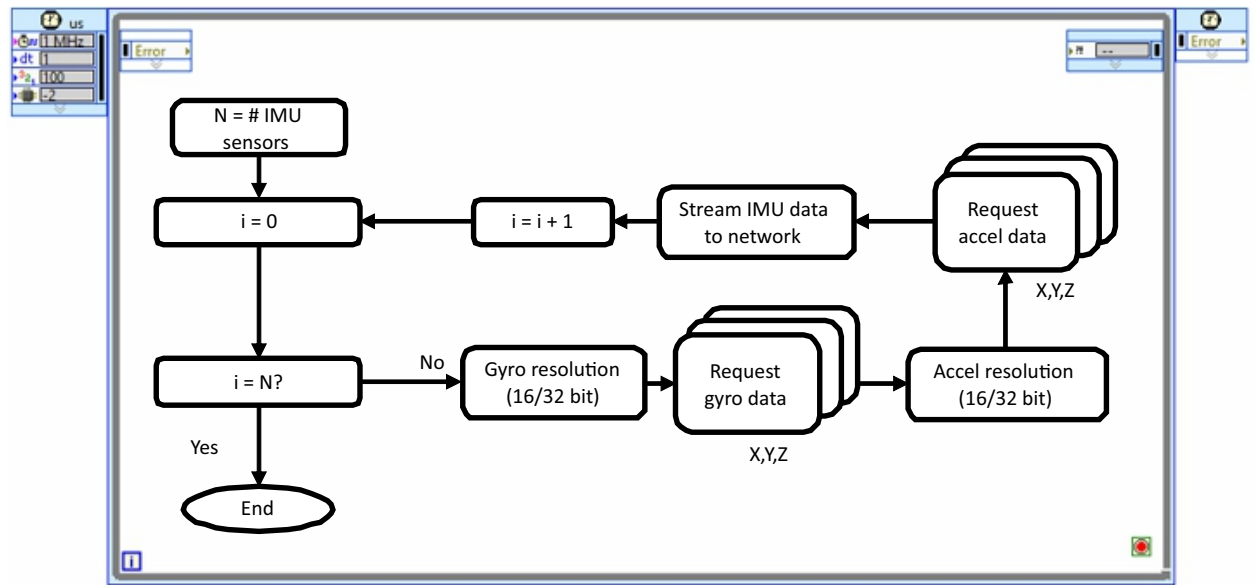 us
1 MHz
dt 1
100
-2
Error
--
Error
N = # IMU
sensors
i = 0
i = i + 1
Stream IMU data
to network
Request
accel data
X,Y,Z
i = N?
No
Gyro resolution
(16/32 bit)
Request
gyro data
X,Y,Z
Accel resolution
(16/32 bit)
Yes
End
i